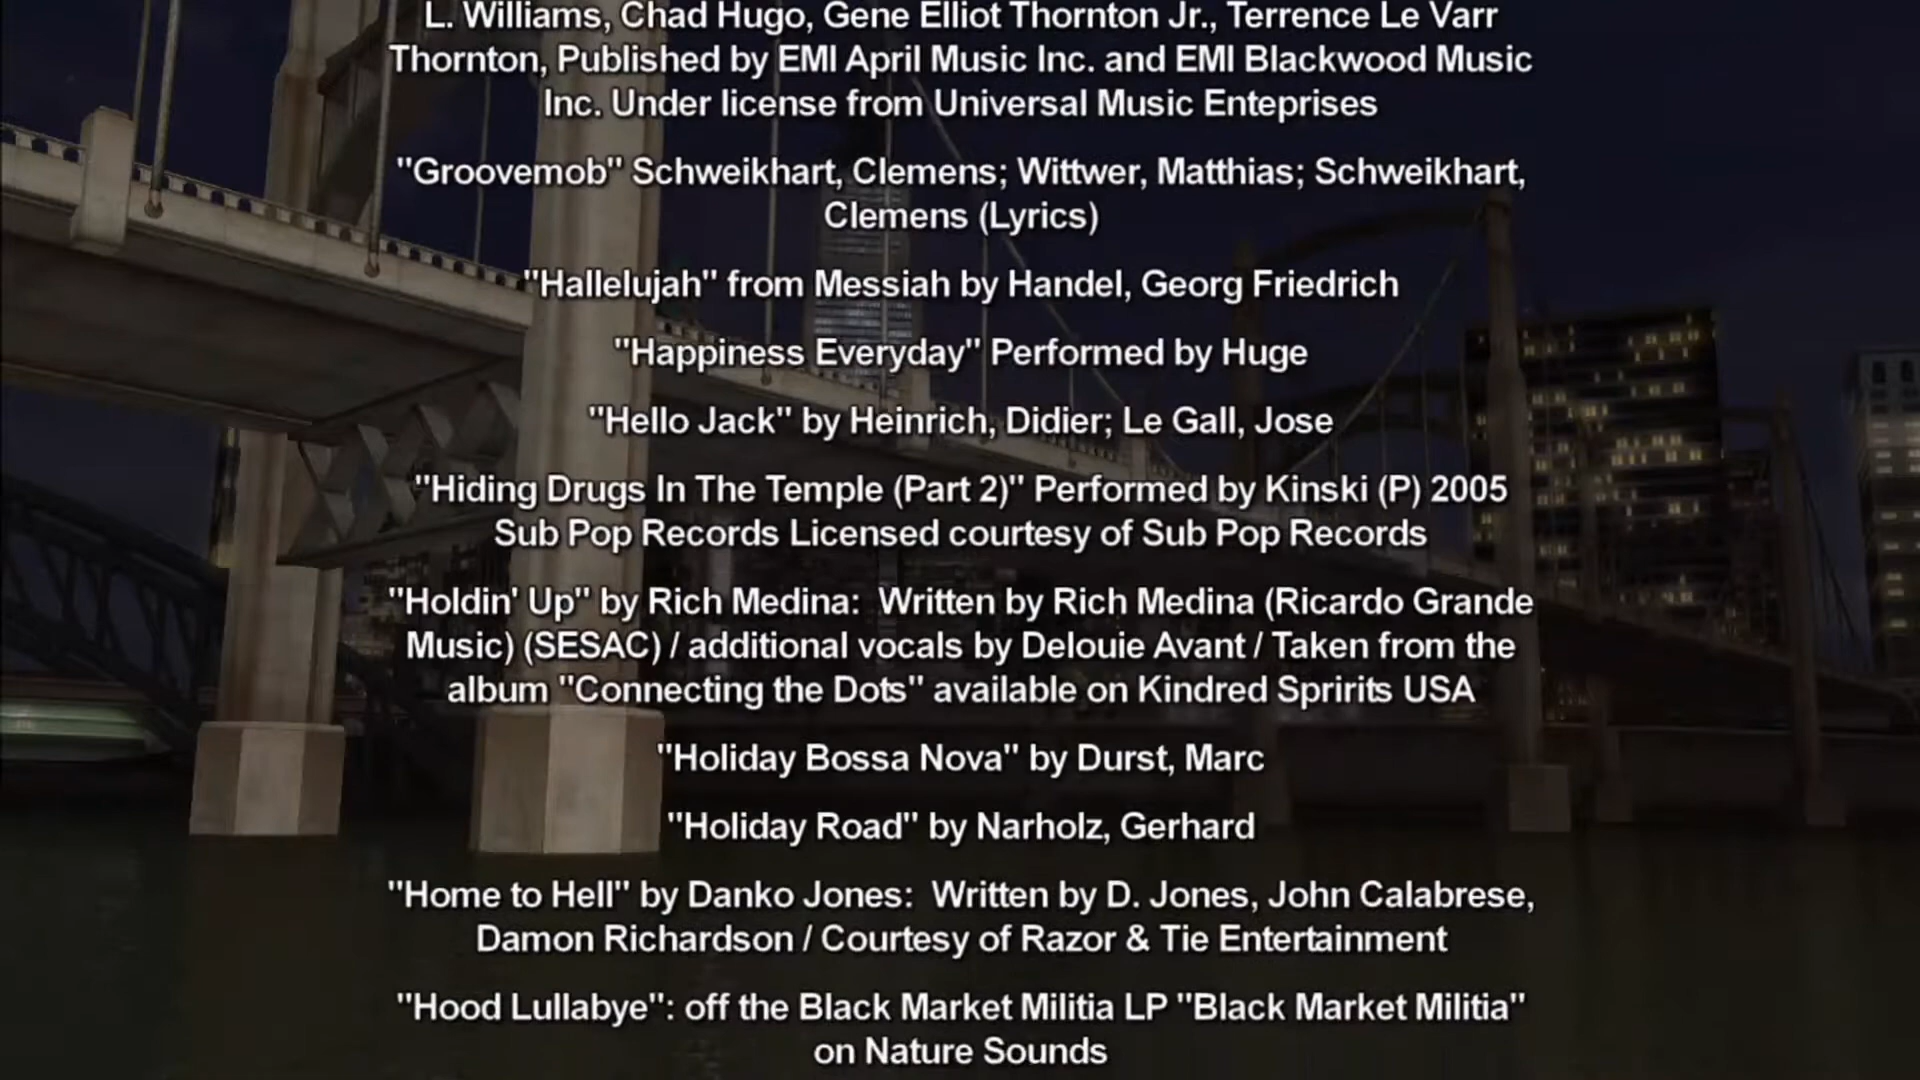 L. Williams, Chad Hugo, Gene Elliot Thornton Jr., Terrence Le Varr
Thornton, Published by EMI April Music Inc. and EMI Blackwood Music
Inc. Under license from Universal Music Enteprises
"Groovemob" Schweikhart, Clemens; Wittwer, Matthias; Schweikhart,
Clemens (Lyrics)
"Hallelujah" from Messiah by Handel, Georg Friedrich
"Happiness Everyday" Performed by Huge
"Hello Jack" by Heinrich, Didier; Le Gall, Jose
"Hiding Drugs In The Temple (Part 2)" Performed by Kinski (P) 2005
Sub Pop Records Licensed courtesy of Sub Pop Records
"Holdin' Up" by Rich Medina:  Written by Rich Medina (Ricardo Grande
Music) (SESAC) / additional vocals by Delouie Avant / Taken from the
album "Connecting the Dots" available on Kindred Spririts USA
"Holiday Bossa Nova" by Durst, Marc
"Holiday Road" by Narholz, Gerhard
"Home to Hell" by Danko Jones:  Written by D. Jones, John Calabrese,
Damon Richardson / Courtesy of Razor & Tie Entertainment
"Hood Lullabye": off the Black Market Militia LP "Black Market Militia"
on Nature Sounds